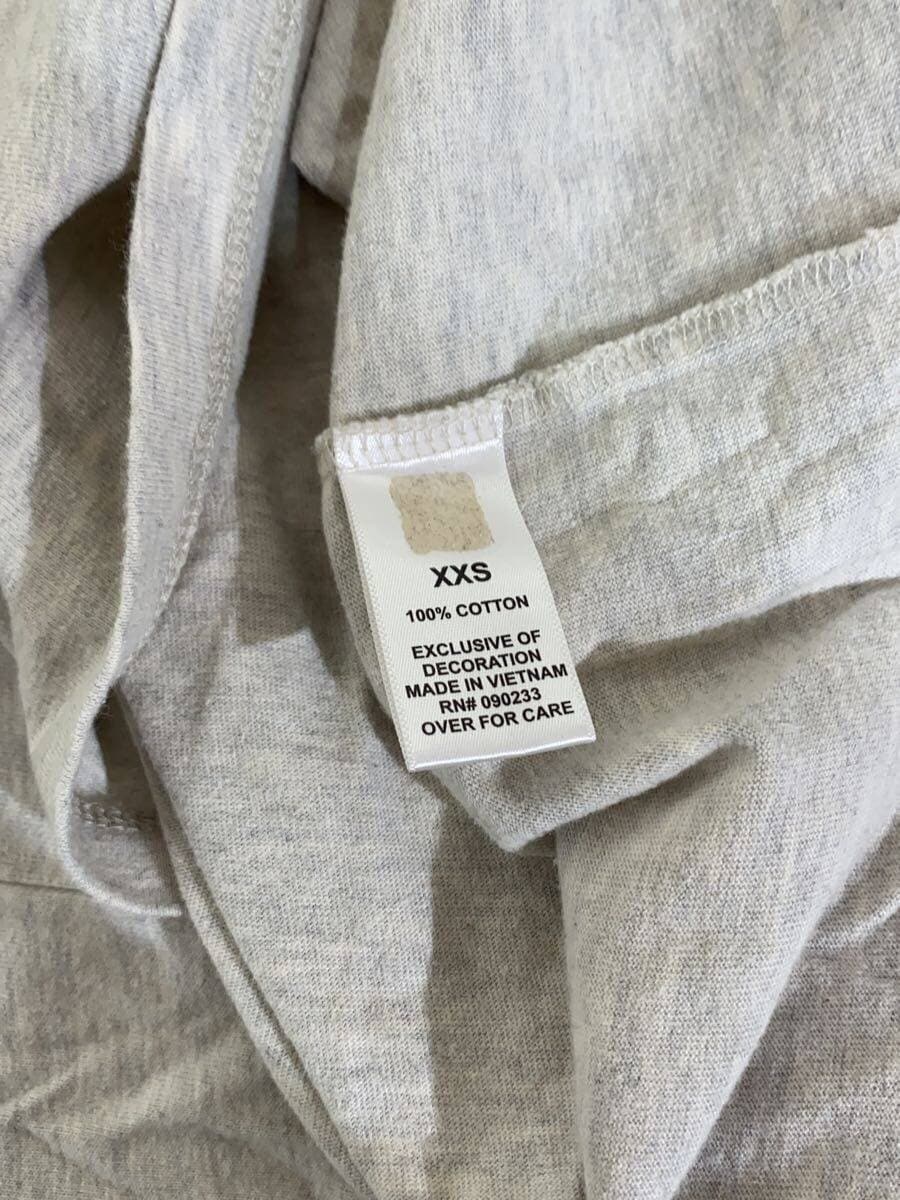 XXS
100% COTTON
EXCLUSIVE OF
DECORATION
MADE IN VIETNAM
RN# 090233
OVER FOR CARE